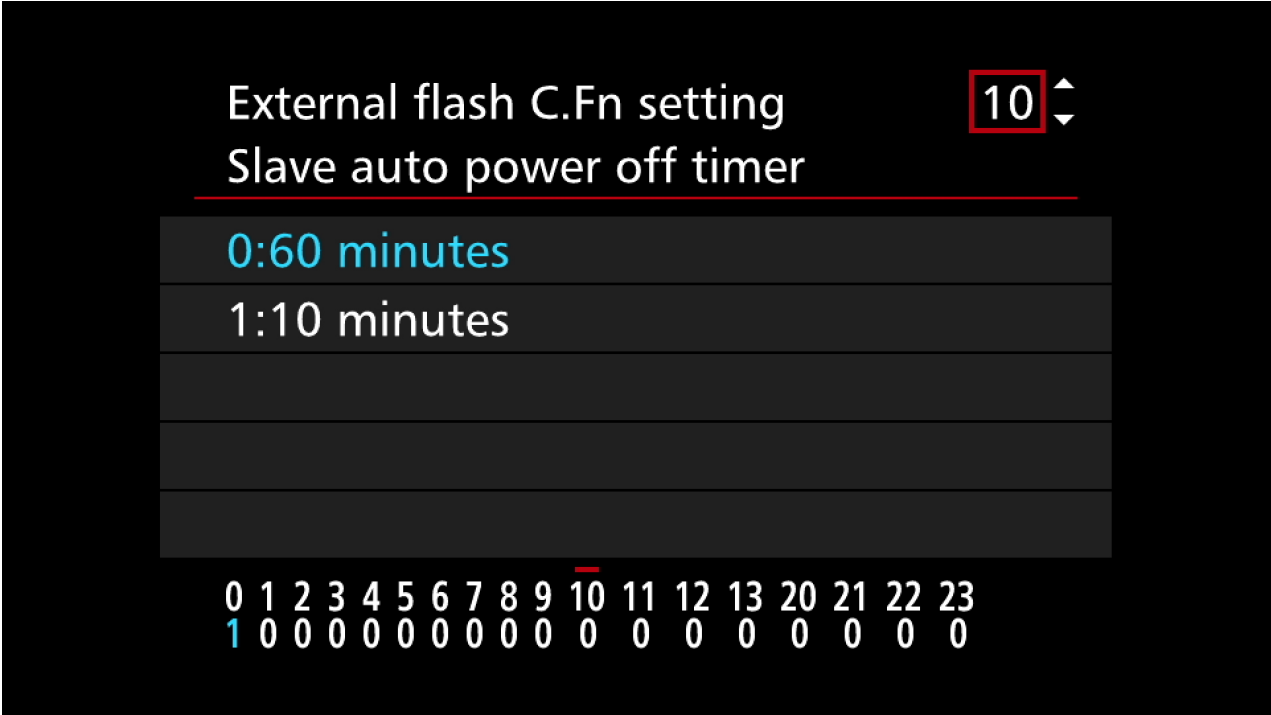 External flash C.Fn setting 10
Slave auto power off timer
0:60 minutes
1:10 minutes
0 1 2 3 4 5 6 7 8 9 10 11 12 13 20 21 22 23
1 0 0 0 0 0 0 0 0 0 0 0 0 0 0 0 0 0